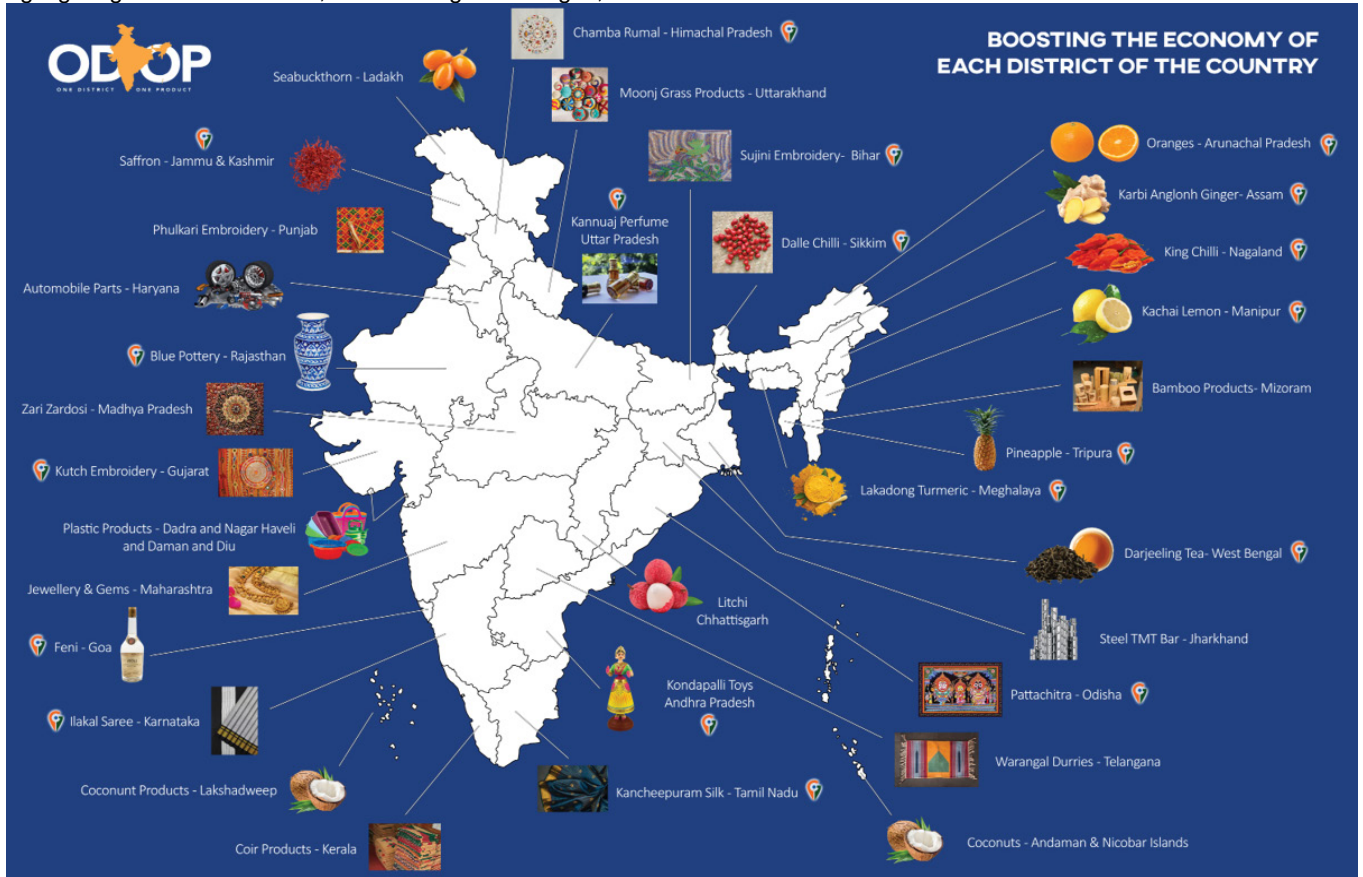 ODOP
ONE DISTRICT ONE PRODUCT
BOOSTING THE ECONOMY OF
EACH DISTRICT OF THE COUNTRY
Chamba Rumal - Himachal Pradesh
Seabuckthorn - Ladakh
Moonj Grass Products - Uttarakhand
Saffron - Jammu & Kashmir
Sujini Embroidery- Bihar
Oranges - Arunachal Pradesh
Karbi Anglonh Ginger- Assam
Phulkari Embroidery - Punjab
Kannuaj Perfume
Uttar Pradesh
Dalle Chilli - Sikkim
King Chilli - Nagaland
Automobile Parts - Haryana
Kachai Lemon - Manipur
Blue Pottery - Rajasthan
Bamboo Products- Mizoram
Zari Zardosi - Madhya Pradesh
Pineapple - Tripura
Kutch Embroidery - Gujarat
Lakadong Turmeric - Meghalaya
Plastic Products - Dadra and Nagar Haveli
and Daman and Diu
Darjeeling Tea- West Bengal
Jewellery & Gems - Maharashtra
Litchi
Chhattisgarh
Steel TMT Bar - Jharkhand
Feni - Goa
Kondapalli Toys
Andhra Pradesh
Pattachitra - Odisha
Ilakal Saree - Karnataka
Warangal Durries - Telangana
Coconunt Products - Lakshadweep
Kancheepuram Silk - Tamil Nadu
Coir Products - Kerala
Coconuts - Andaman & Nicobar Islands